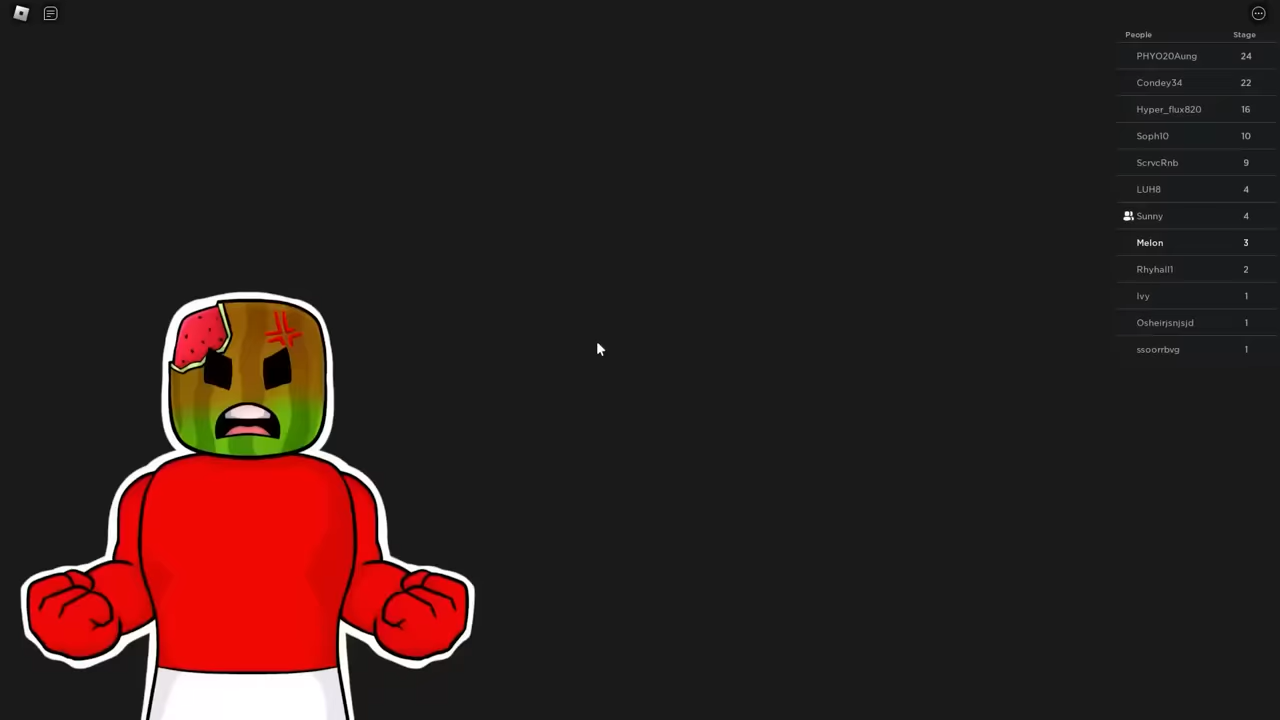 People Stage
PHYO20Aung 24
Condey34 22
Hyper_flux820 16
Soph10 10
ScrvcRnb 9
LUH8 4
Sunny 4
Melon 3
Rhyhall1 2
Ivy 1
Osheirjsnjsjd 1
ssoorrbvg 1